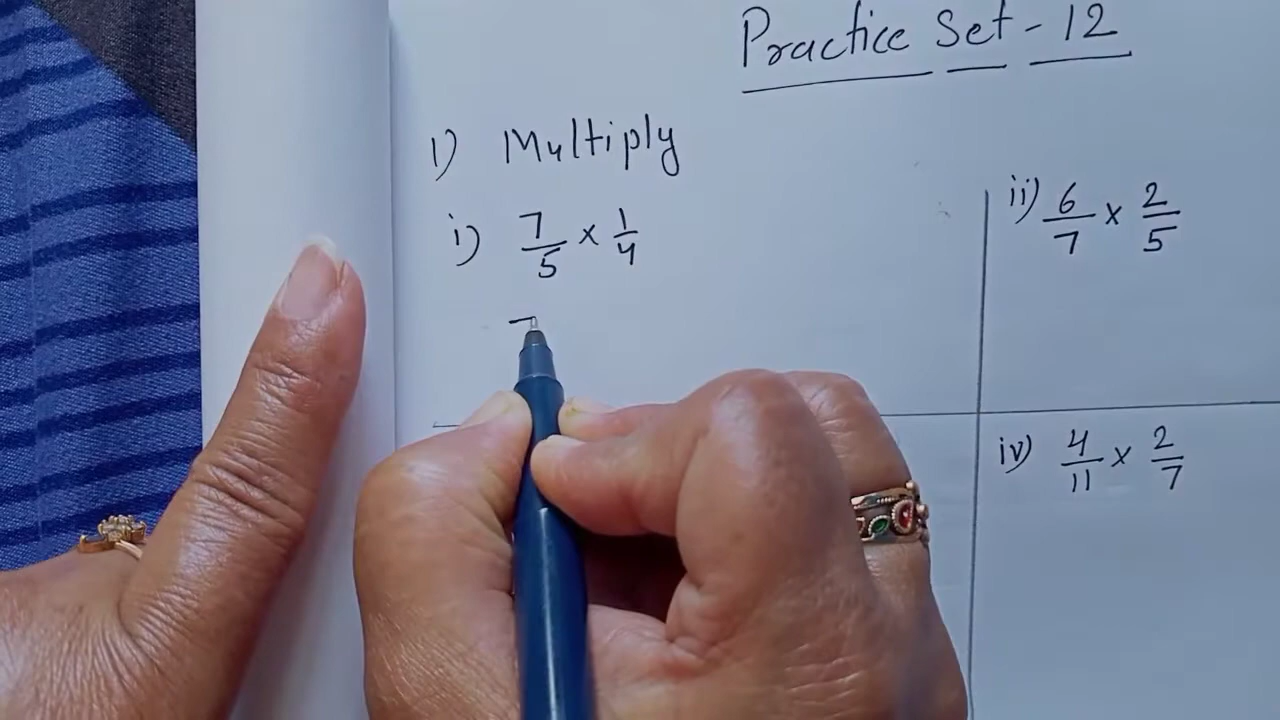 Practice Set - 12
1) Multiply
i) 7/5 × 1/4
ii) 6/7 × 2/5
iv) 4/11 × 2/7